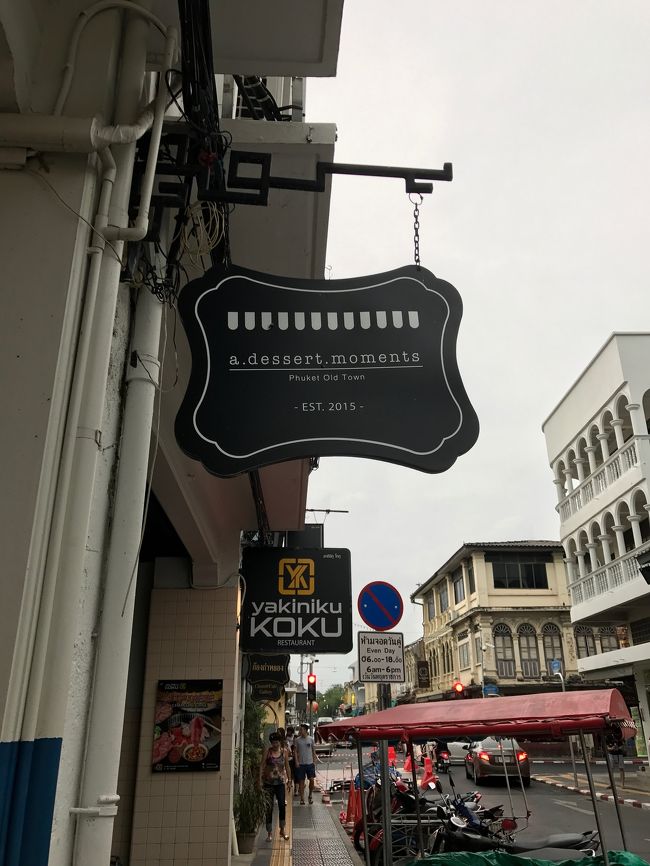 a.dessert.moments
Phuket Old Town
- EST. 2015 -
yakiniku
KOKU
RESTAURANT
ห้ามจอดวันคู่
Even Day
06.00-18.00
6am-6pm